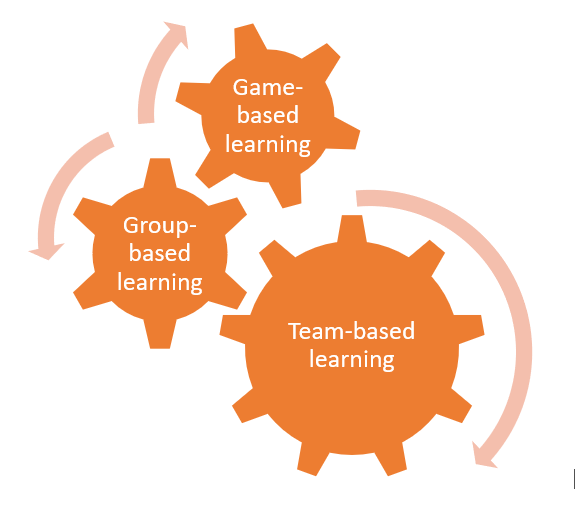 Game-
based
learning
Group-
based
learning
Team-based
learning